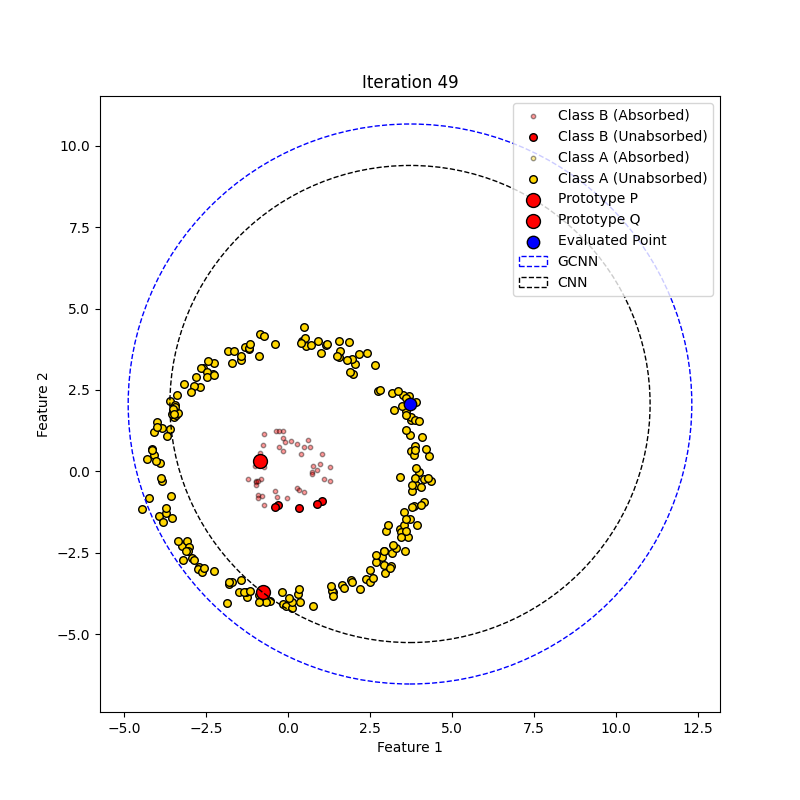 Iteration 49
Class B (Absorbed)
Class B (Unabsorbed)
Class A (Absorbed)
Class A (Unabsorbed)
Prototype P
Prototype Q
Evaluated Point
GCNN
CNN
10.0
7.5
5.0
2.5
0.0
−2.5
−5.0
Feature 2
−5.0 −2.5 0.0 2.5 5.0 7.5 10.0 12.5
Feature 1